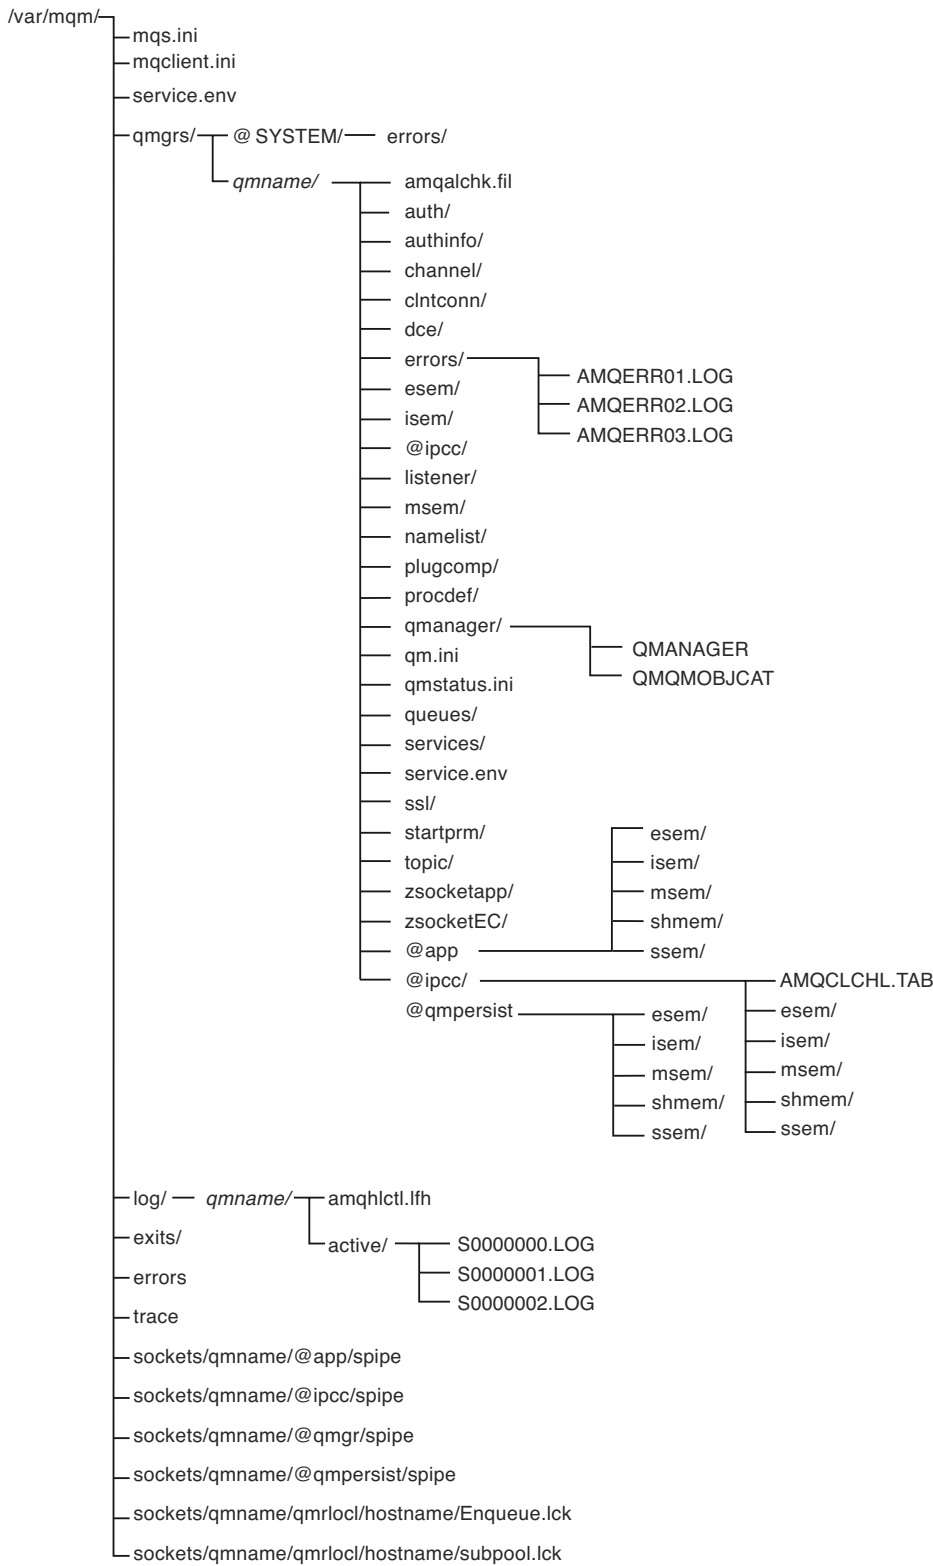 /var/mqm/
mqs.ini
mqclient.ini
service.env
qmgrs/ @ SYSTEM/ errors/
qmname/ amqalchk.fil
auth/
authinfo/
channel/
clntconn/
dce/
errors/
AMQERR01.LOG
esem/
AMQERR02.LOG
isem/
AMQERR03.LOG
@ipcc/
listener/
msem/
namelist/
plugcomp/
procdef/
qmanager/
QMANAGER
qm.ini
QMQMOBJCAT
qmstatus.ini
queues/
services/
service.env
ssl/
startprm/ esem/
topic/ isem/
zsocketapp/ msem/
zsocketEC/ shmem/
@app ssem/
@ipcc/ AMQCLCHL.TAB
@qmpersist esem/ esem/
isem/ isem/
msem/ msem/
shmem/ shmem/
ssem/ ssem/
log/ qmname/ amqhlctl.lfh
exits/ active/ S0000000.LOG
errors S0000001.LOG
S0000002.LOG
trace
sockets/qmname/@app/spipe
sockets/qmname/@ipcc/spipe
sockets/qmname/@qmgr/spipe
sockets/qmname/@qmpersist/spipe
sockets/qmname/qmrlocl/hostname/Enqueue.lck
sockets/qmname/qmrlocl/hostname/subpool.lck